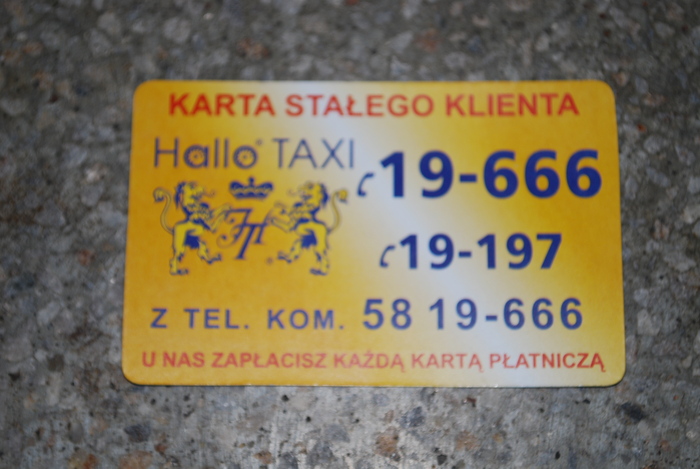 KARTA STAŁEGO KLIENTA
Hallo® TAXI
19-666
HT
19-197
Z TEL. KOM. 58 19-666
U NAS ZAPŁACISZ KAŻDĄ KARTĄ PŁATNICZĄ